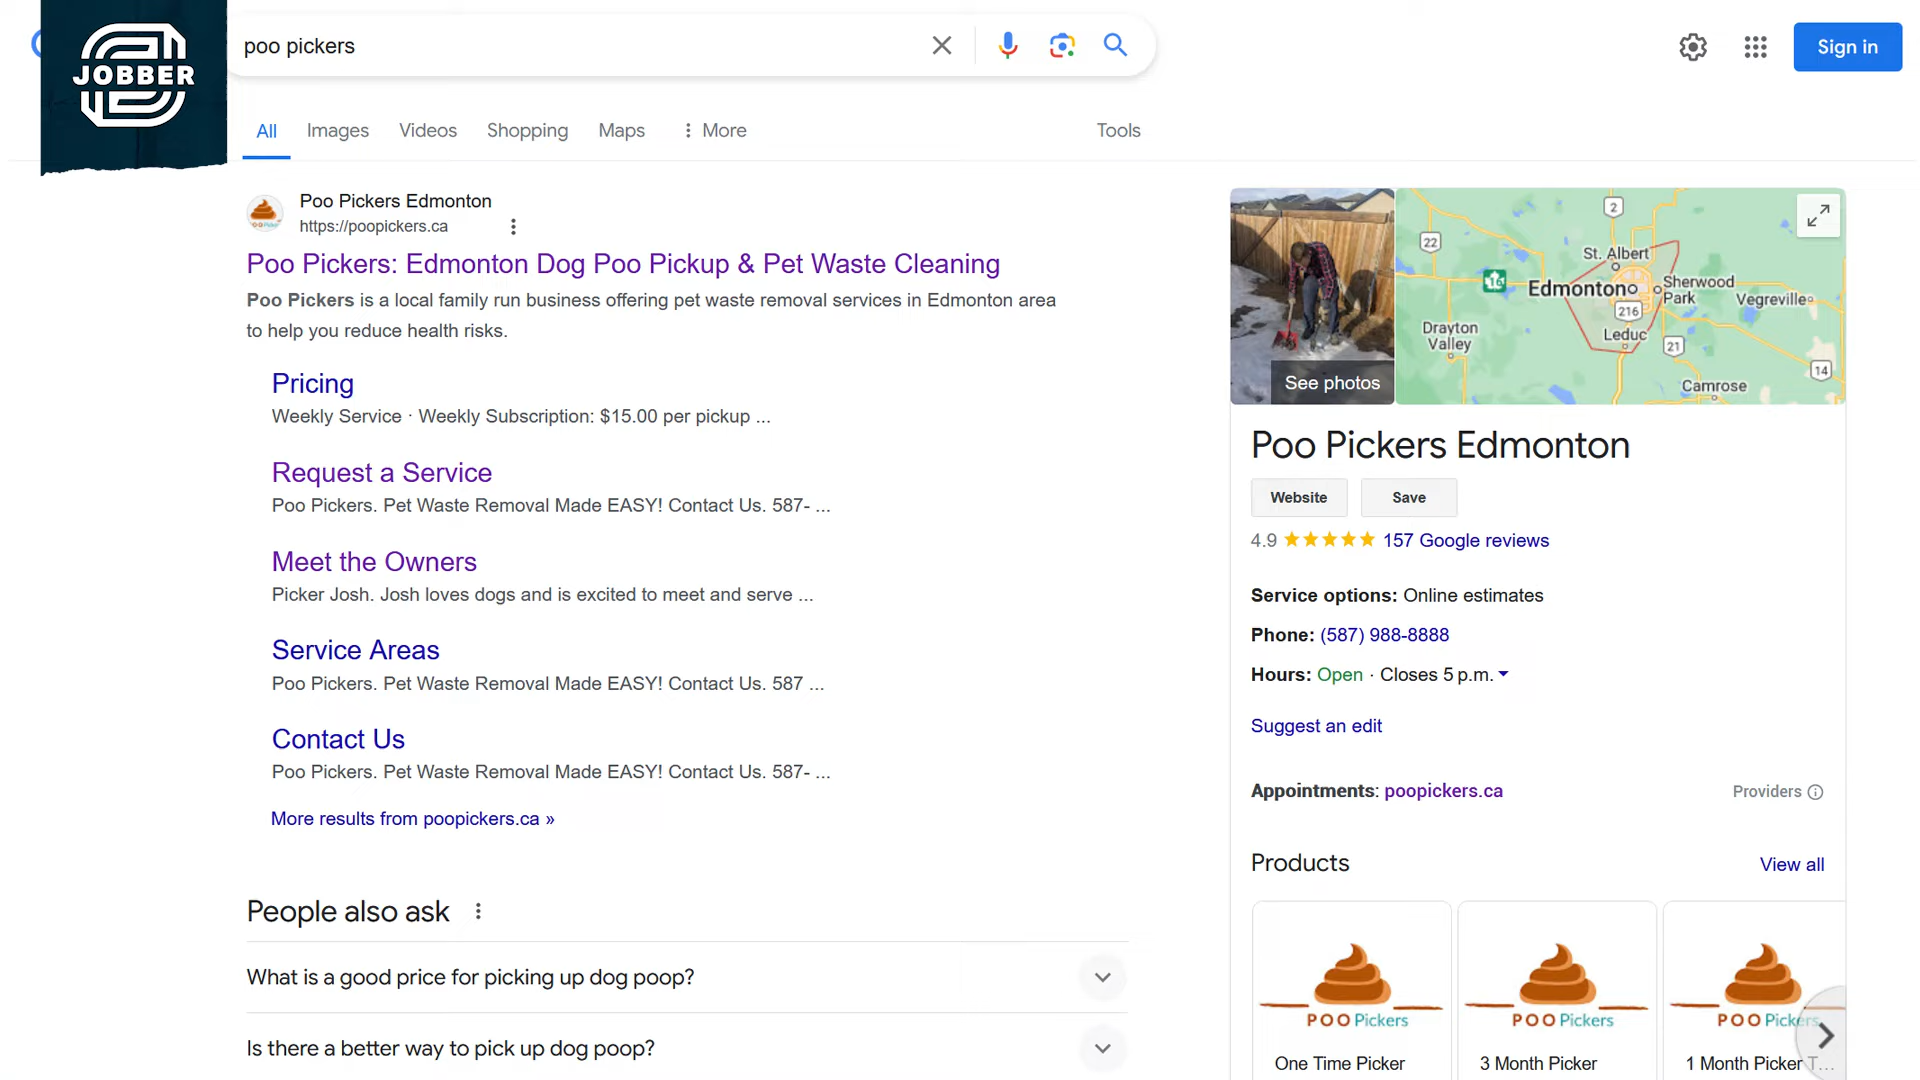 JOBBER
poo pickers
Sign in
All
Images
Videos
Shopping
Maps
More
Tools
Poo Pickers Edmonton
https://poopickers.ca
Poo Pickers: Edmonton Dog Poo Pickup & Pet Waste Cleaning
Poo Pickers is a local family run business offering pet waste removal services in Edmonton area
to help you reduce health risks.
Pricing
Weekly Service · Weekly Subscription: $15.00 per pickup ...
Request a Service
Poo Pickers. Pet Waste Removal Made EASY! Contact Us. 587- ...
Meet the Owners
Picker Josh. Josh loves dogs and is excited to meet and serve ...
Service Areas
Poo Pickers. Pet Waste Removal Made EASY! Contact Us. 587 ...
Contact Us
Poo Pickers. Pet Waste Removal Made EASY! Contact Us. 587- ...
More results from poopickers.ca »
People also ask
What is a good price for picking up dog poop?
Is there a better way to pick up dog poop?
See photos
2
22
St. Albert
16
Edmonton
Sherwood
Park
Vegreville
216
Drayton
Valley
Leduc
21
14
Camrose
Poo Pickers Edmonton
Website
Save
4.9
157 Google reviews
Service options: Online estimates
Phone: (587) 988-8888
Hours: Open · Closes 5 p.m.
Suggest an edit
Appointments: poopickers.ca
Providers
Products
View all
POO Pickers
One Time Picker
POO Pickers
3 Month Picker
POO Pickers
1 Month Picker T...